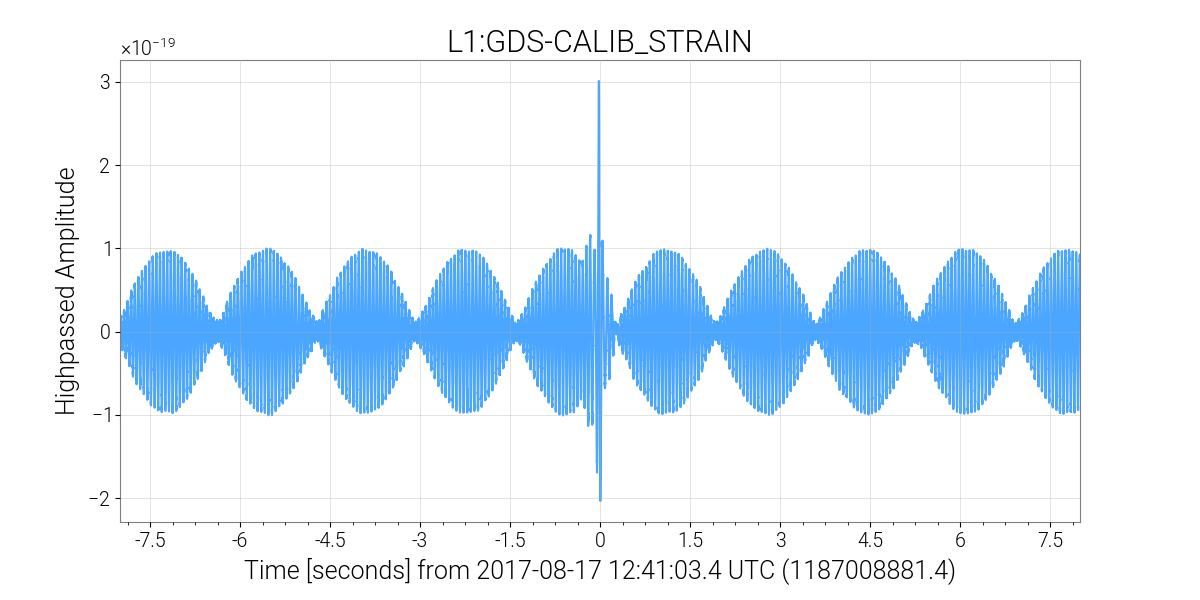 L1:GDS-CALIB_STRAIN
×10⁻¹⁹
Highpassed Amplitude
3
2
1
0
−1
−2
-7.5 -6 -4.5 -3 -1.5 0 1.5 3 4.5 6 7.5
Time [seconds] from 2017-08-17 12:41:03.4 UTC (1187008881.4)